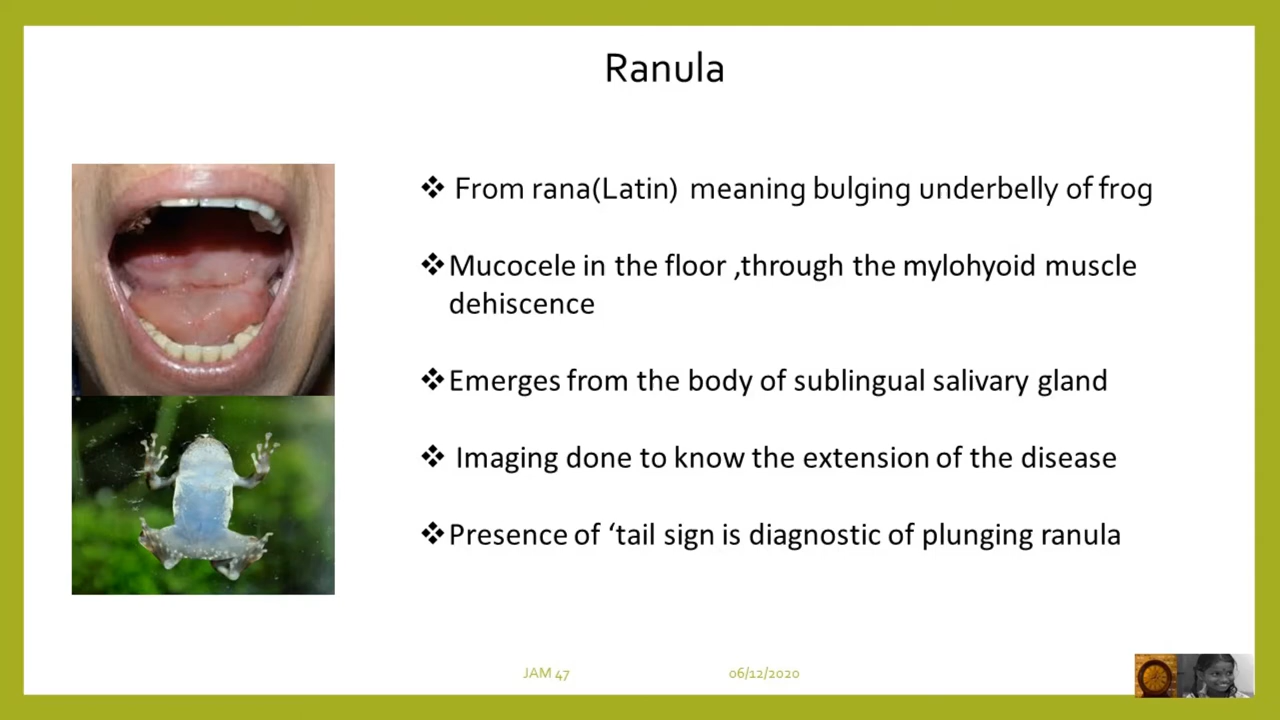 Ranula
❖ From rana(Latin) meaning bulging underbelly of frog
❖Mucocele in the floor ,through the mylohyoid muscle
dehiscence
❖Emerges from the body of sublingual salivary gland
❖ Imaging done to know the extension of the disease
❖Presence of ‘tail sign is diagnostic of plunging ranula
JAM 47 06/12/2020